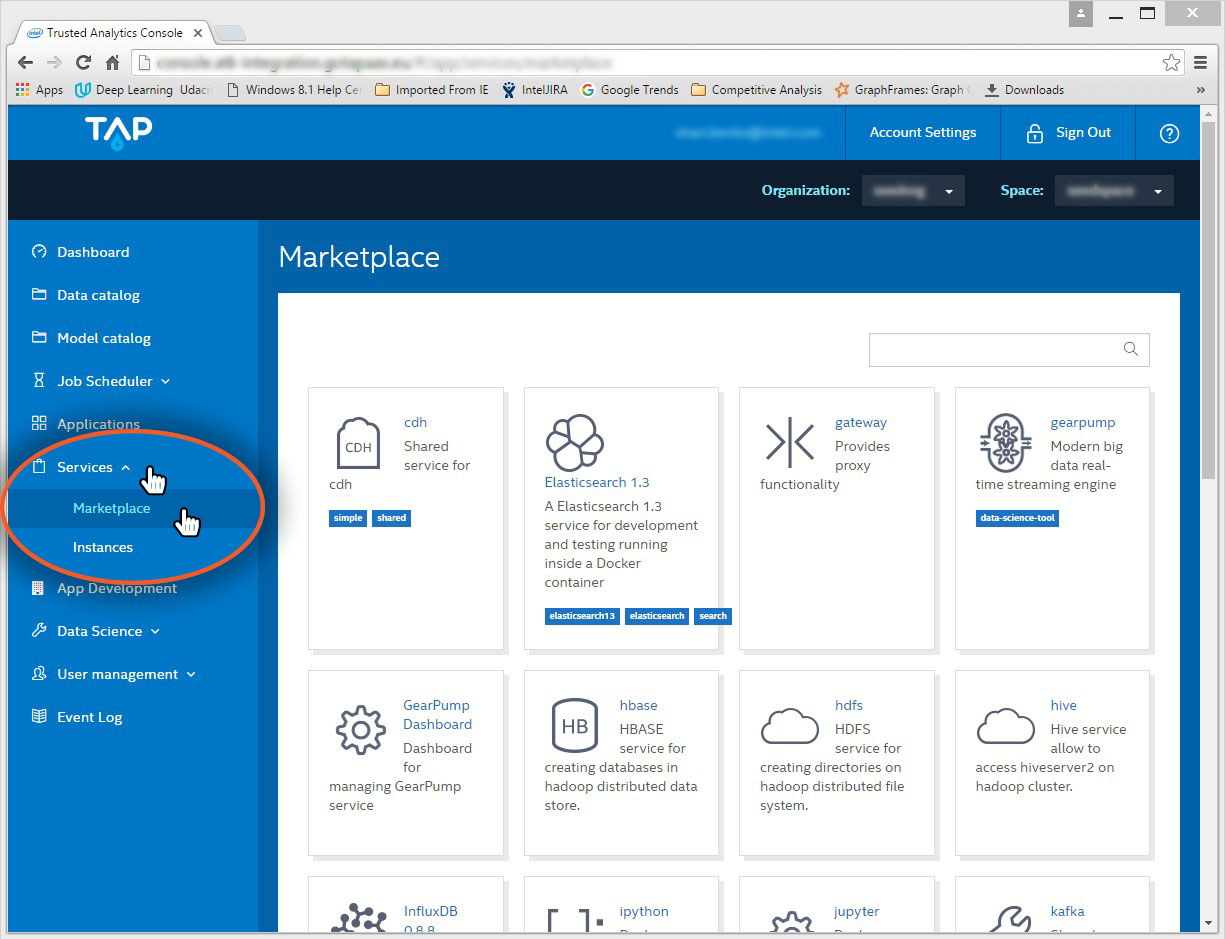 Trusted Analytics Console
Apps
Deep Learning Udaci
Windows 8.1 Help Ce
Imported From IE
IntelJIRA
Google Trends
Competitive Analysis
GraphFrames: Graph
Downloads
TAP
Account Settings
Sign Out
Organization:
Space:
Dashboard
Data catalog
Model catalog
Job Scheduler
Applications
Services
Marketplace
Instances
App Development
Data Science
User management
Event Log
Marketplace
CDH
cdh
Shared
service for
cdh
simple shared
Elasticsearch 1.3
A Elasticsearch 1.3
service for development
and testing running
inside a Docker
container
elasticsearch13 elasticsearch search
gateway
Provides
proxy
functionality
gearpump
Modern big
data real-
time streaming engine
data-science-tool
GearPump
Dashboard
Dashboard
for
managing GearPump
service
HB
hbase
HBASE
service for
creating databases in
hadoop distributed data
store.
hdfs
HDFS
service for
creating directories on
hadoop distributed file
system.
hive
Hive service
allow to
access hiveserver2 on
hadoop cluster.
InfluxDB
0.8.8
ipython
jupyter
kafka